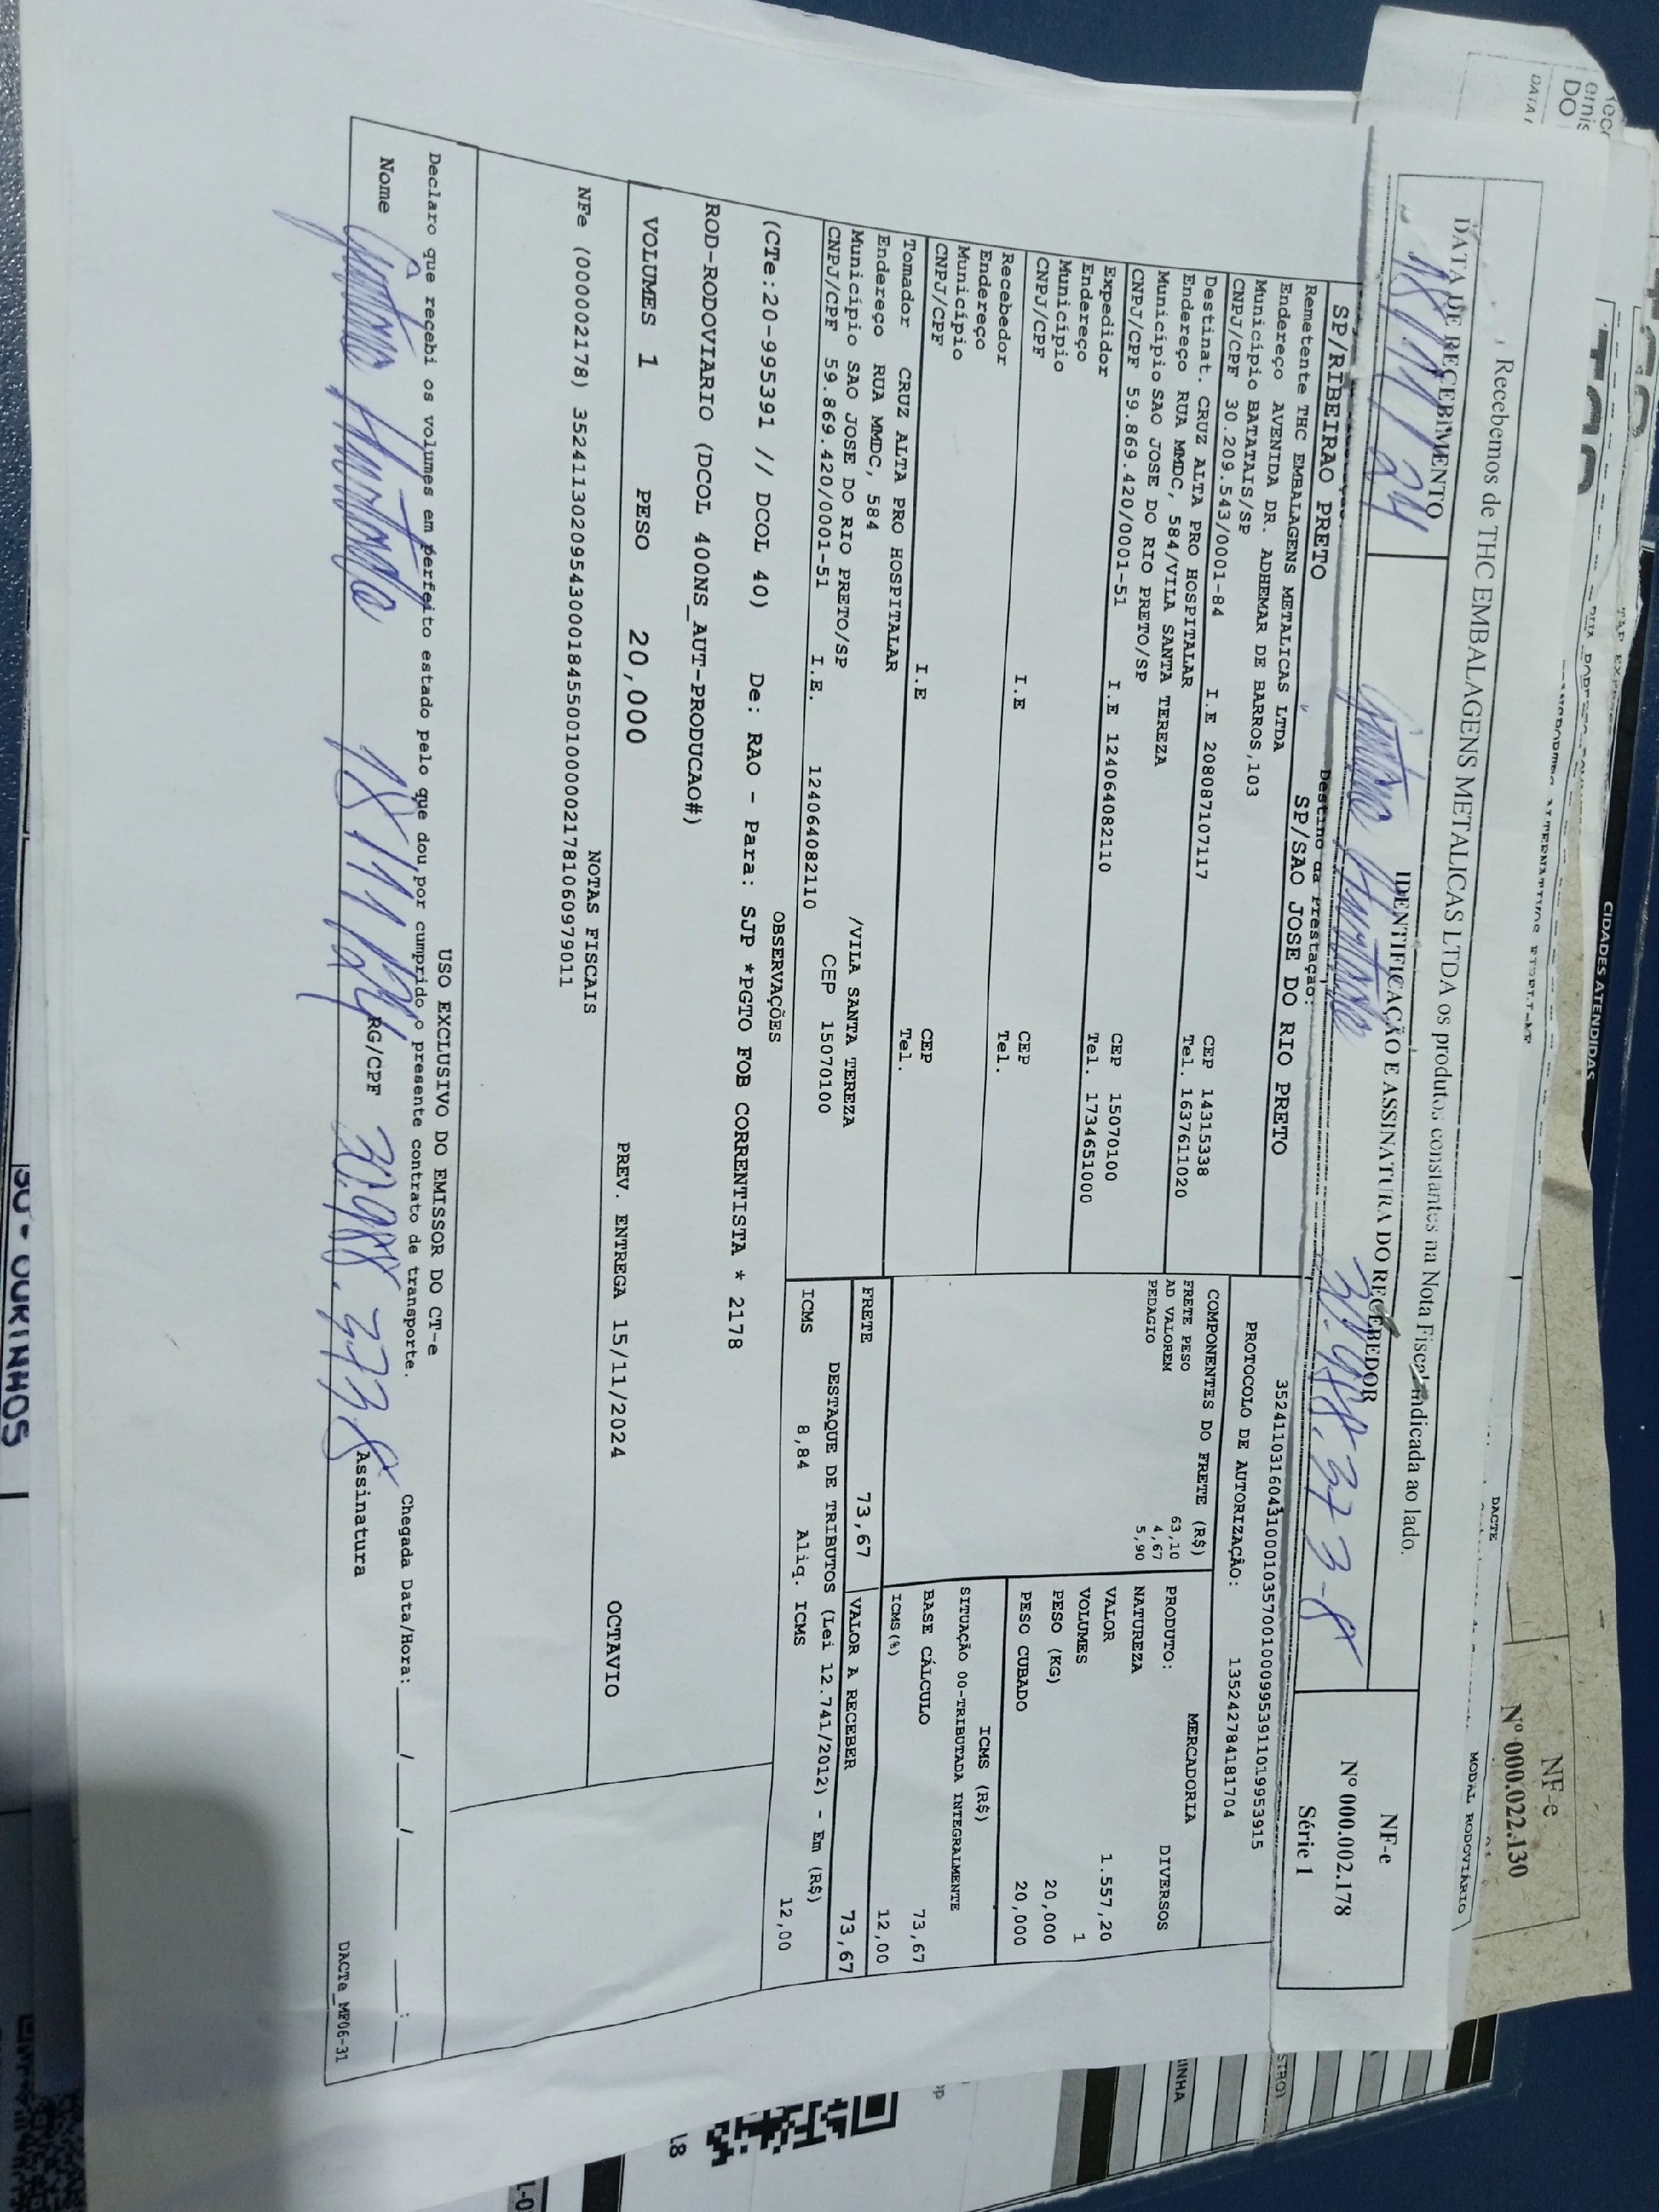 Recebemos de THC EMBALAGENS METALICAS LTDA os produtos constantes na Nota Fiscal indicada ao lado.
DATA DE RECEBIMENTO
IDENTIFICAÇÃO E ASSINATURA DO RECEBEDOR
18/11/24
31.988.373-8
NF-e
Nº 000.002.178
Série 1
NF-e
Nº 000.022.130
DACTE
MODAL RODOVIÁRIO
CIDADES ATENDIDAS
SP/RIBEIRAO PRETO
Destino da Prestação:
SP/SAO JOSE DO RIO PRETO
Remetente THC EMBALAGENS METALICAS LTDA
Endereço AVENIDA DR. ADHEMAR DE BARROS,103
Município BATATAIS/SP CEP 14315338
CNPJ/CPF 30.209.543/0001-84 I.E 208087107117 Tel. 1637611020
Destinat. CRUZ ALTA PRO HOSPITALAR
Endereço RUA MMDC, 584/VILA SANTA TEREZA
Município SAO JOSE DO RIO PRETO/SP CEP 15070100
CNPJ/CPF 59.869.420/0001-51 I.E 124064082110 Tel. 1734651000
Expedidor
Endereço
Município CEP
CNPJ/CPF I.E Tel.
Recebedor
Endereço
Município CEP
CNPJ/CPF I.E Tel.
Tomador CRUZ ALTA PRO HOSPITALAR
Endereço RUA MMDC, 584 /VILA SANTA TEREZA
Município SAO JOSE DO RIO PRETO/SP CEP 15070100
CNPJ/CPF 59.869.420/0001-51 I.E. 124064082110
35241103160431000103570010009953911019953915
PROTOCOLO DE AUTORIZAÇÃO: 135242784181704
COMPONENTES DO FRETE (R$)
FRETE PESO 63,10
AD VALOREM 4,67
PEDAGIO 5,90
MERCADORIA
PRODUTO: DIVERSOS
NATUREZA
VALOR 1.557,20
VOLUMES 1
PESO (KG) 20,000
PESO CUBADO 20,000
ICMS (R$)
SITUAÇÃO 00-TRIBUTADA INTEGRALMENTE
BASE CÁLCULO 73,67
ICMS(%) 12,00
FRETE 73,67 VALOR A RECEBER 73,67
DESTAQUE DE TRIBUTOS (Lei 12.741/2012) - Em (R$)
ICMS 8,84 Aliq. ICMS 12,00
OBSERVAÇÕES
(CTe:20-995391 // DCOL 40) De: RAO - Para: SJP *PGTO FOB CORRENTISTA * 2178
ROD-RODOVIARIO (DCOL 400NS_AUT-PRODUCAO#)
VOLUMES 1 PESO 20,000 PREV. ENTREGA 15/11/2024 OCTAVIO
NOTAS FISCAIS
NFe (000002178) 35241130209543000184550010000021781060979011
USO EXCLUSIVO DO EMISSOR DO CT-e
Declaro que recebi os volumes em perfeito estado pelo que dou por cumprido o presente contrato de transporte. Chegada Data/Hora: / / :
Nome 18/11/24 RG/CPF 31.988.373-8 Assinatura
DACTe_MF06-31
OURINHOS